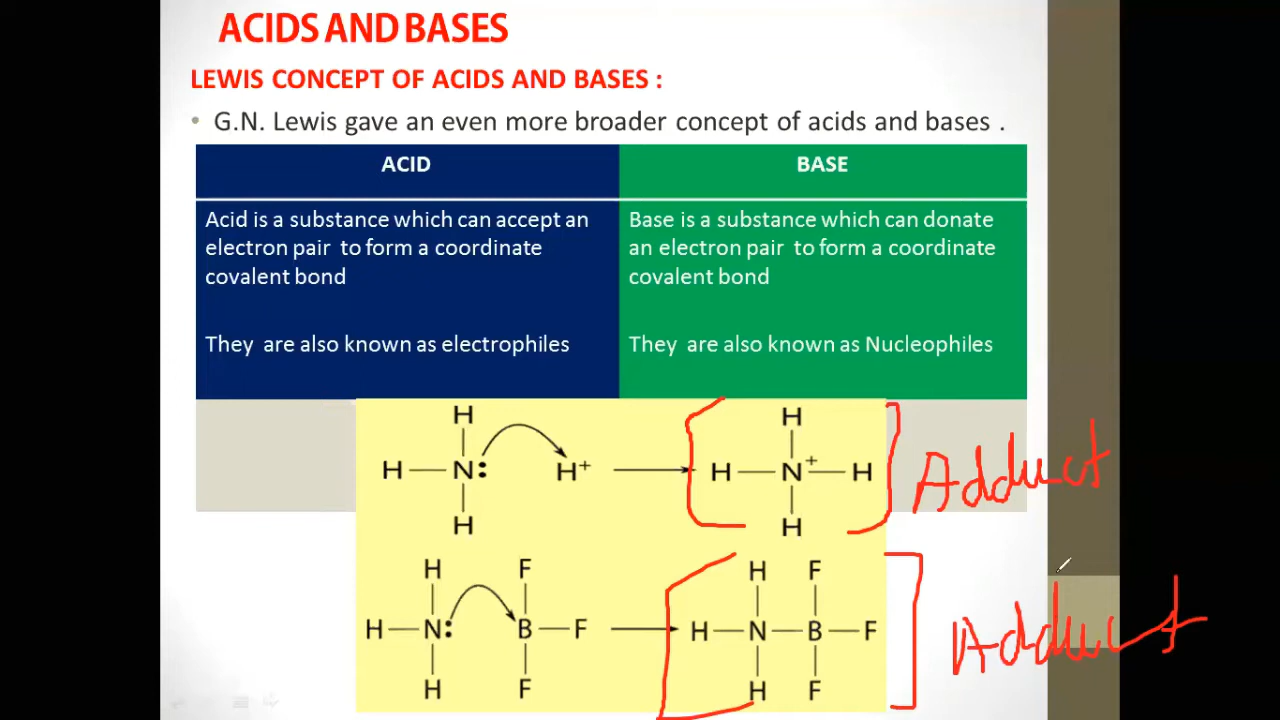 ACIDS AND BASES
LEWIS CONCEPT OF ACIDS AND BASES :
• G.N. Lewis gave an even more broader concept of acids and bases .
ACID
BASE
Acid is a substance which can accept an
electron pair to form a coordinate
covalent bond
They are also known as electrophiles
Base is a substance which can donate
an electron pair to form a coordinate
covalent bond
They are also known as Nucleophiles
H H
H N: H+ H N+ H
H H
Adduct
H F H F
H N: B F H N B F
H F H F
Adduct